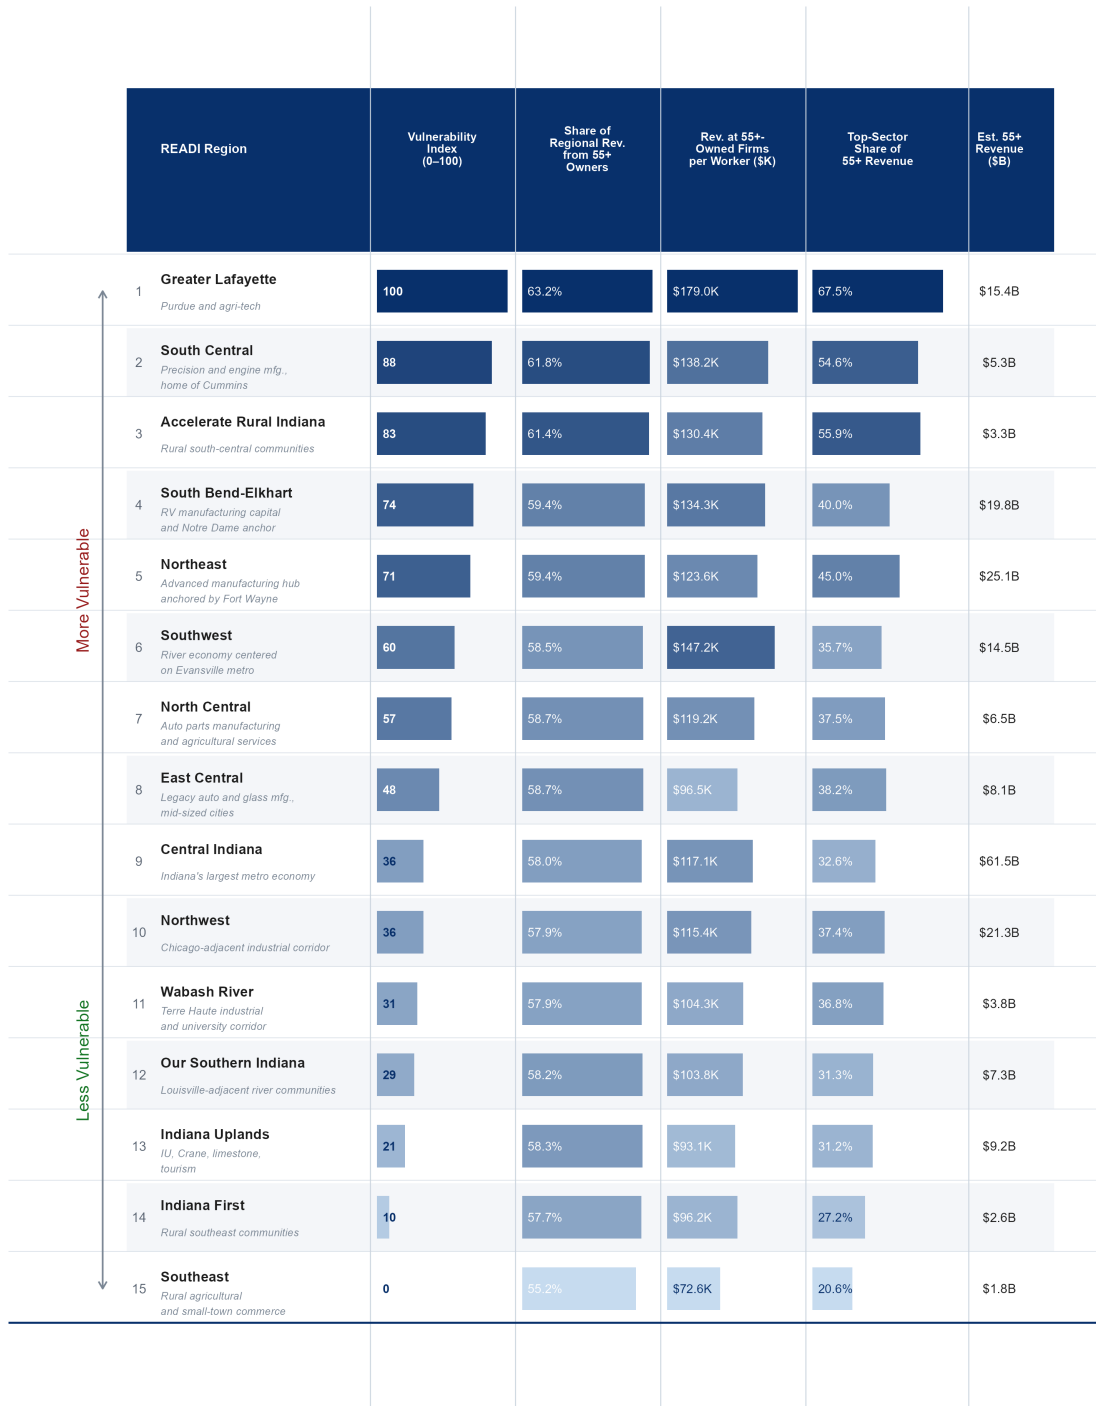 READI Region
Vulnerability
Index
(0–100)
Share of
Regional Rev.
from 55+
Owners
Rev. at 55+-
Owned Firms
per Worker ($K)
Top-Sector
Share of
55+ Revenue
Est. 55+
Revenue
($B)
More Vulnerable
Less Vulnerable
1
Greater Lafayette
Purdue and agri-tech
100
63.2%
$179.0K
67.5%
$15.4B
2
South Central
Precision and engine mfg.,
home of Cummins
88
61.8%
$138.2K
54.6%
$5.3B
3
Accelerate Rural Indiana
Rural south-central communities
83
61.4%
$130.4K
55.9%
$3.3B
4
South Bend-Elkhart
RV manufacturing capital
and Notre Dame anchor
74
59.4%
$134.3K
40.0%
$19.8B
5
Northeast
Advanced manufacturing hub
anchored by Fort Wayne
71
59.4%
$123.6K
45.0%
$25.1B
6
Southwest
River economy centered
on Evansville metro
60
58.5%
$147.2K
35.7%
$14.5B
7
North Central
Auto parts manufacturing
and agricultural services
57
58.7%
$119.2K
37.5%
$6.5B
8
East Central
Legacy auto and glass mfg.,
mid-sized cities
48
58.7%
$96.5K
38.2%
$8.1B
9
Central Indiana
Indiana's largest metro economy
36
58.0%
$117.1K
32.6%
$61.5B
10
Northwest
Chicago-adjacent industrial corridor
36
57.9%
$115.4K
37.4%
$21.3B
11
Wabash River
Terre Haute industrial
and university corridor
31
57.9%
$104.3K
36.8%
$3.8B
12
Our Southern Indiana
Louisville-adjacent river communities
29
58.2%
$103.8K
31.3%
$7.3B
13
Indiana Uplands
IU, Crane, limestone,
tourism
21
58.3%
$93.1K
31.2%
$9.2B
14
Indiana First
Rural southeast communities
10
57.7%
$96.2K
27.2%
$2.6B
15
Southeast
Rural agricultural
and small-town commerce
0
55.2%
$72.6K
20.6%
$1.8B